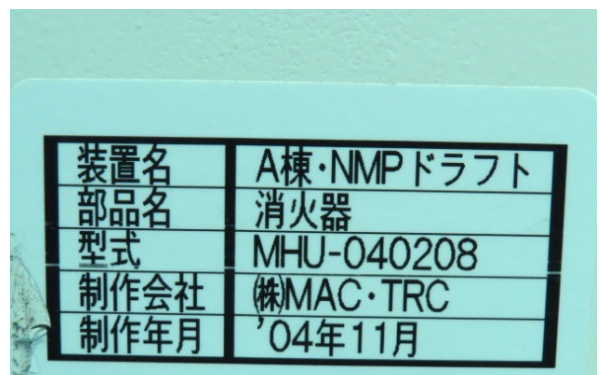 装置名 A棟・NMPドラフト
部品名 消火器
型式 MHU-040208
制作会社 ㈱MAC・TRC
制作年月 '04年11月